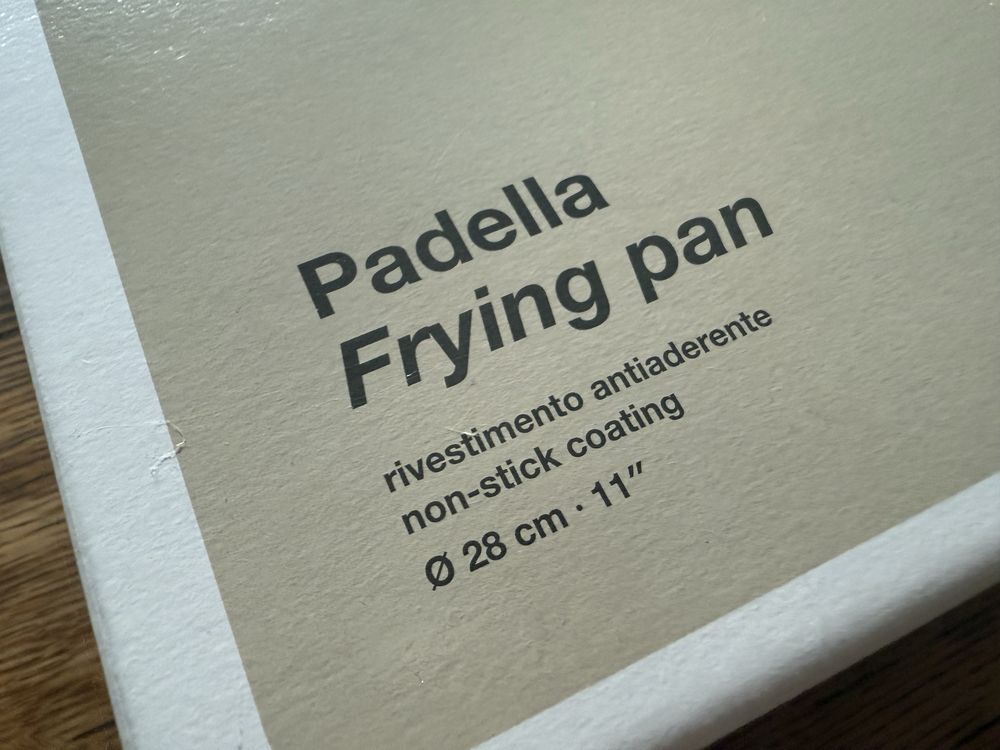 Padella
Frying pan
rivestimento antiaderente
non-stick coating
Ø 28 cm · 11″